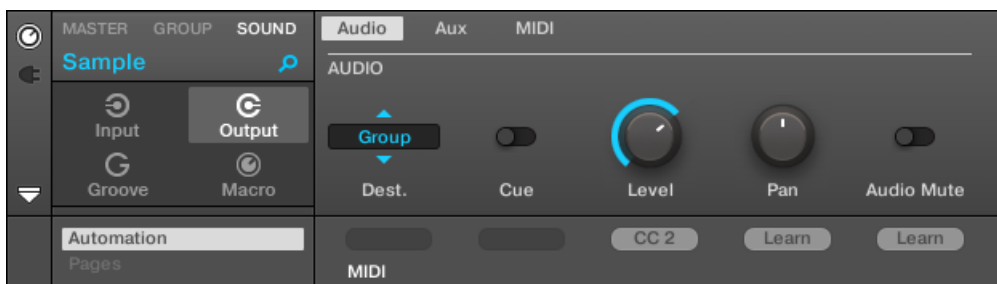 MASTER GROUP SOUND
Sample
Input
Output
Groove
Macro
Audio Aux MIDI
AUDIO
Group
Dest.
Cue
Level
Pan
Audio Mute
Automation
Pages
CC 2
Learn
Learn
MIDI